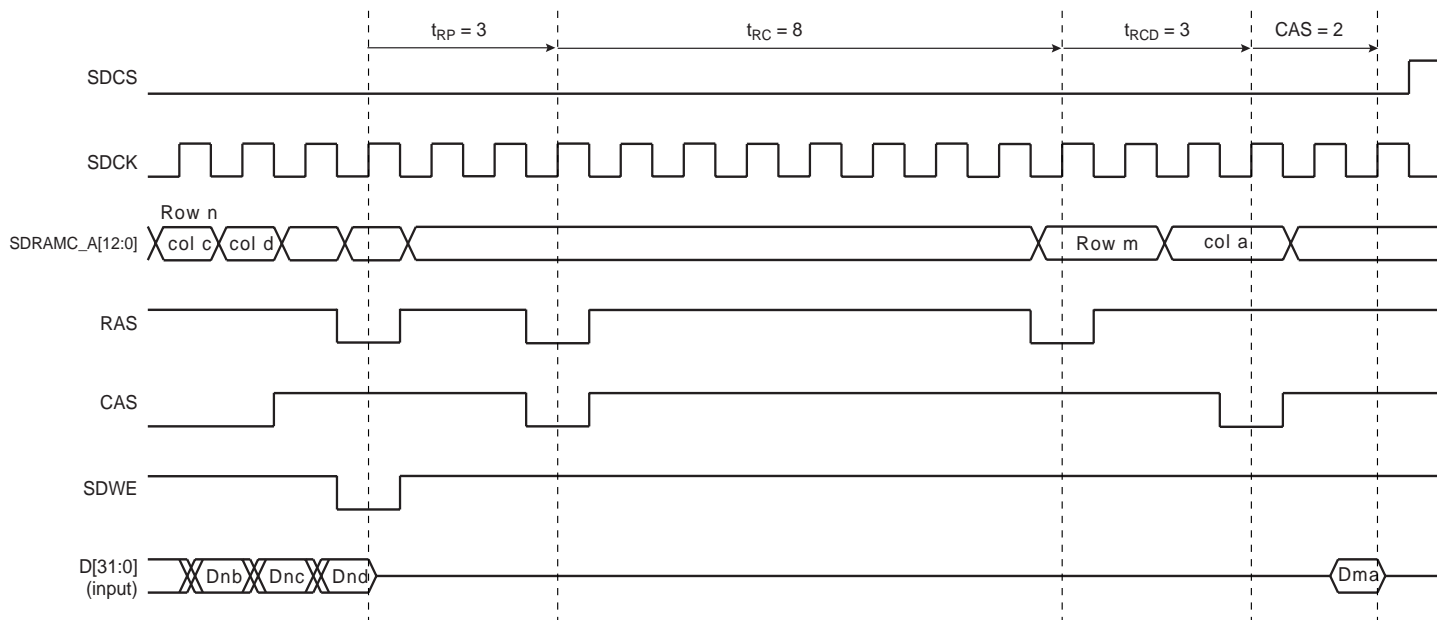 tRP = 3
tRC = 8
tRCD = 3
CAS = 2
SDCS
SDCK
Row n
SDRAMC_A[12:0]
col c
col d
Row m
col a
RAS
CAS
SDWE
D[31:0]
(input)
Dnb
Dnc
Dnd
Dma